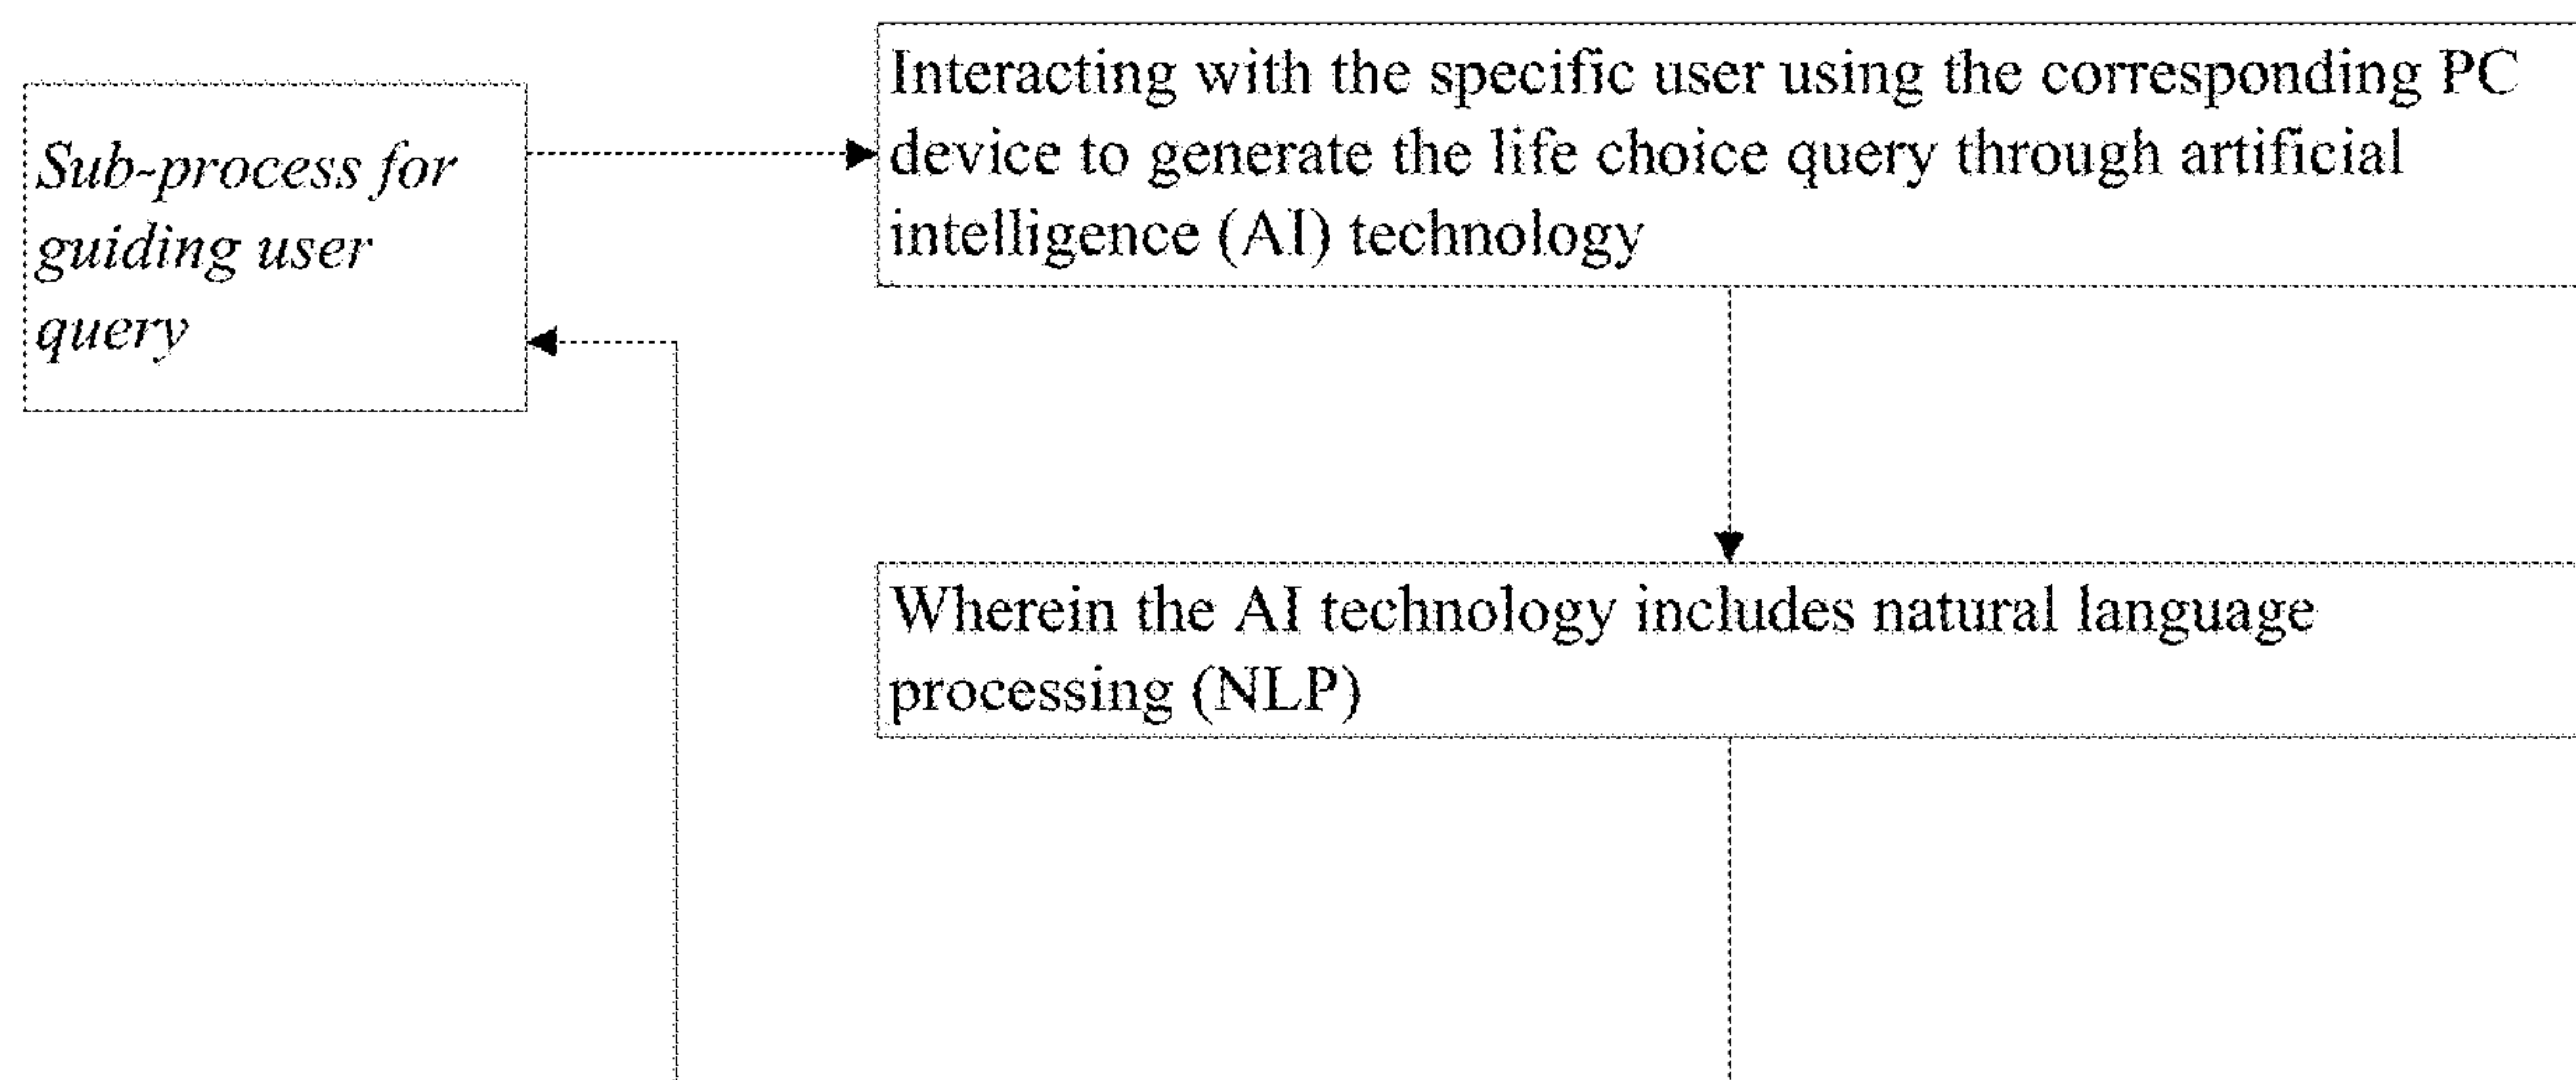 Sub-process for
guiding user
query
Interacting with the specific user using the corresponding PC
device to generate the life choice query through artificial
intelligence (AI) technology
Wherein the AI technology includes natural language
processing (NLP)